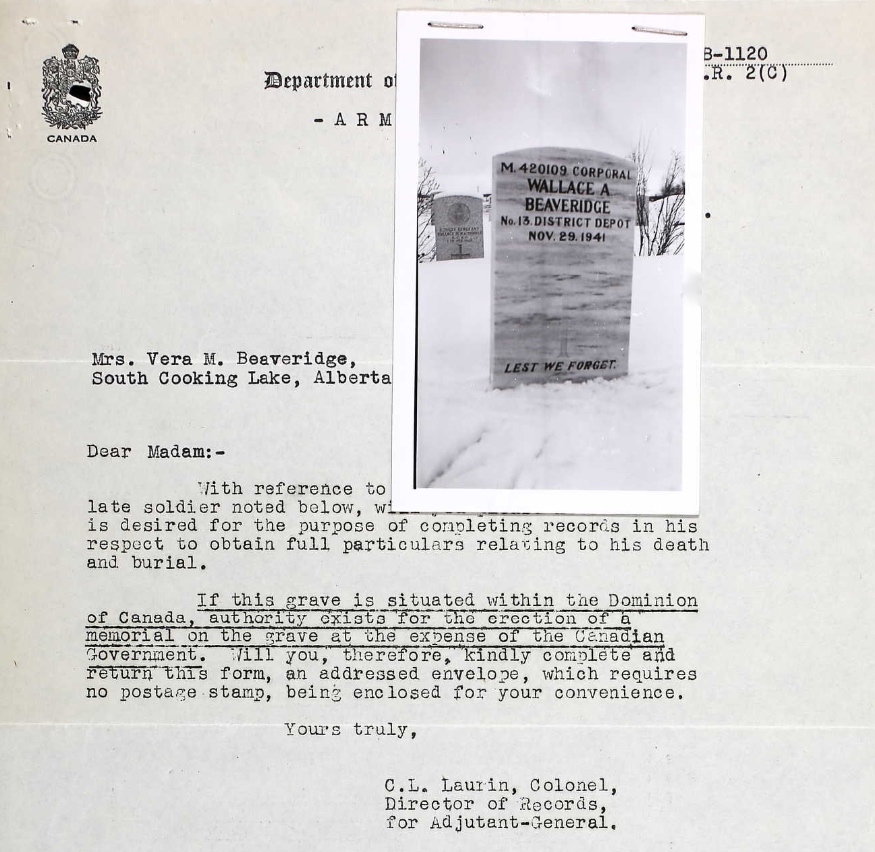 B-1120
.R. 2(C)
CANADA
Department of
- A R M
M. 420109 CORPORAL
WALLACE A.
BEAVERIDGE
No. 13. DISTRICT DEPOT
NOV. 29. 1941
LEST WE FORGET.
Mrs. Vera M. Beaveridge,
South Cooking Lake, Alberta
Dear Madam:-
With reference to
late soldier noted below,
is desired for the purpose of completing records in his
respect to obtain full particulars relating to his death
and burial.
If this grave is situated within the Dominion
of Canada, authority exists for the erection of a
memorial on the grave at the expense of the Canadian
Government. Will you, therefore, kindly complete and
return this form, an addressed envelope, which requires
no postage stamp, being enclosed for your convenience.
Yours truly,
C.L. Laurin, Colonel,
Director of Records,
for Adjutant-General.